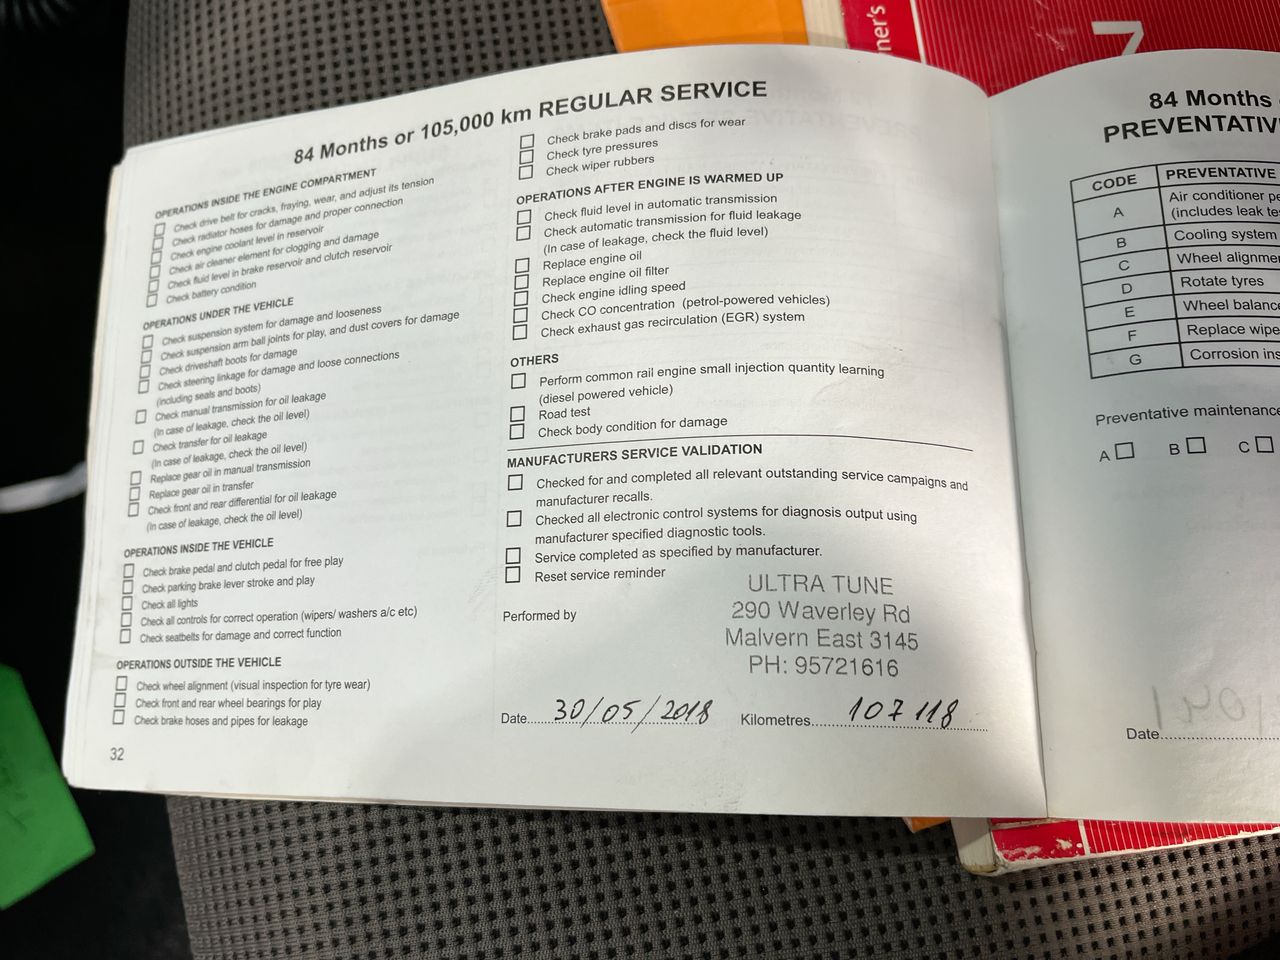 84 Months or 105,000 km REGULAR SERVICE
OPERATIONS INSIDE THE ENGINE COMPARTMENT
Check drive belt for cracks, fraying, wear, and adjust its tension
Check radiator hoses for damage and proper connection
Check engine coolant level in reservoir
Check air cleaner element for clogging and damage
Check fluid level in brake reservoir and clutch reservoir
Check battery condition
OPERATIONS UNDER THE VEHICLE
Check suspension system for damage and looseness
Check suspension arm ball joints for play, and dust covers for damage
Check driveshaft boots for damage
Check steering linkage for damage and loose connections
(including seals and boots)
Check manual transmission for oil leakage
(In case of leakage, check the oil level)
Check transfer for oil leakage
(In case of leakage, check the oil level)
Replace gear oil in manual transmission
Replace gear oil in transfer
Check front and rear differential for oil leakage
(In case of leakage, check the oil level)
OPERATIONS INSIDE THE VEHICLE
Check brake pedal and clutch pedal for free play
Check parking brake lever stroke and play
Check all lights
Check all controls for correct operation (wipers/ washers a/c etc)
Check seatbelts for damage and correct function
OPERATIONS OUTSIDE THE VEHICLE
Check wheel alignment (visual inspection for tyre wear)
Check front and rear wheel bearings for play
Check brake hoses and pipes for leakage
32
Check brake pads and discs for wear
Check tyre pressures
Check wiper rubbers
OPERATIONS AFTER ENGINE IS WARMED UP
Check fluid level in automatic transmission
Check automatic transmission for fluid leakage
(In case of leakage, check the fluid level)
Replace engine oil
Replace engine oil filter
Check engine idling speed
Check CO concentration (petrol-powered vehicles)
Check exhaust gas recirculation (EGR) system
OTHERS
Perform common rail engine small injection quantity learning
(diesel powered vehicle)
Road test
Check body condition for damage
MANUFACTURERS SERVICE VALIDATION
Checked for and completed all relevant outstanding service campaigns and
manufacturer recalls.
Checked all electronic control systems for diagnosis output using
manufacturer specified diagnostic tools.
Service completed as specified by manufacturer.
Reset service reminder
Performed by
ULTRA TUNE
290 Waverley Rd
Malvern East 3145
PH: 95721616
Date 30/05/2018 Kilometres 107 118
84 Months
PREVENTATIV
CODE PREVENTATIVE
A Air conditioner pe
(includes leak te
B Cooling system
C Wheel alignme
D Rotate tyres
E Wheel balance
F Replace wipe
G Corrosion ins
Preventative maintenance
A B C
Date
ner's
7